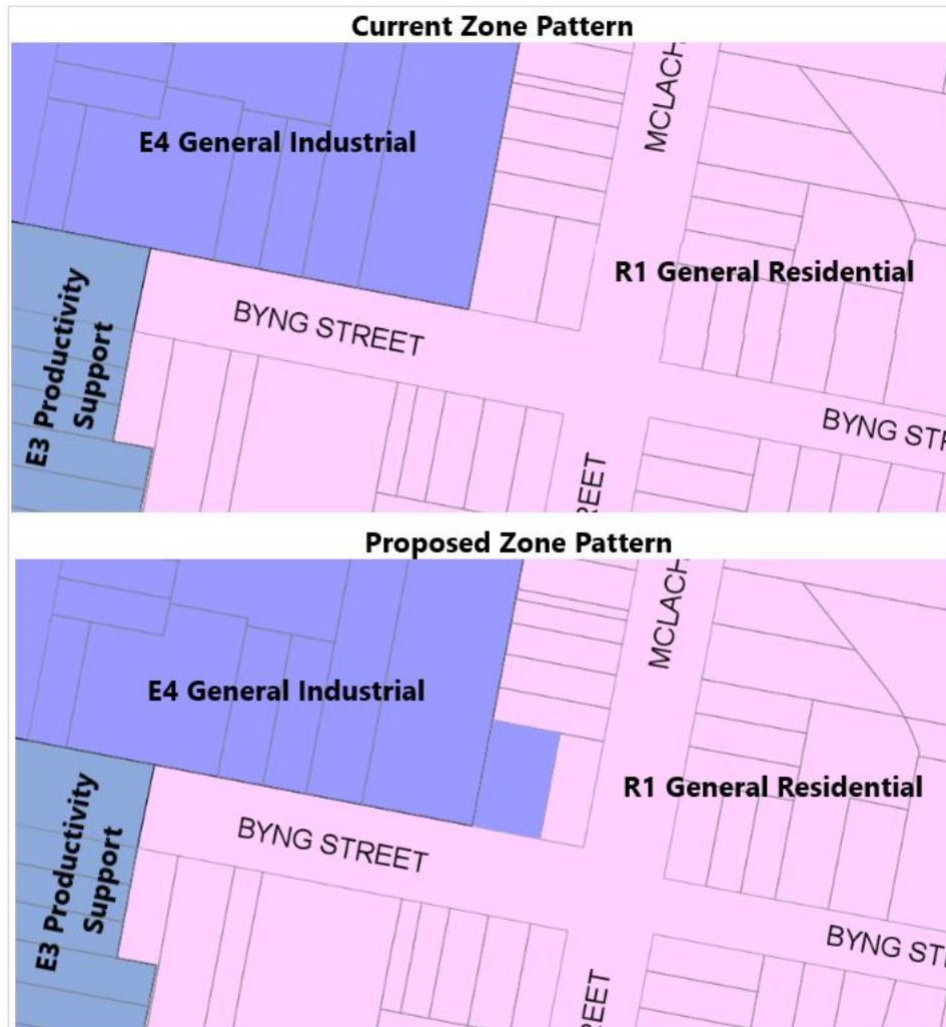 Current Zone Pattern
MCLACH
E4 General Industrial
R1 General Residential
BYNG STREET
E3 Productivity
Support
BYNG STR
REET
Proposed Zone Pattern
MCLACH
E4 General Industrial
R1 General Residential
BYNG STREET
E3 Productivity
Support
BYNG STR
REET